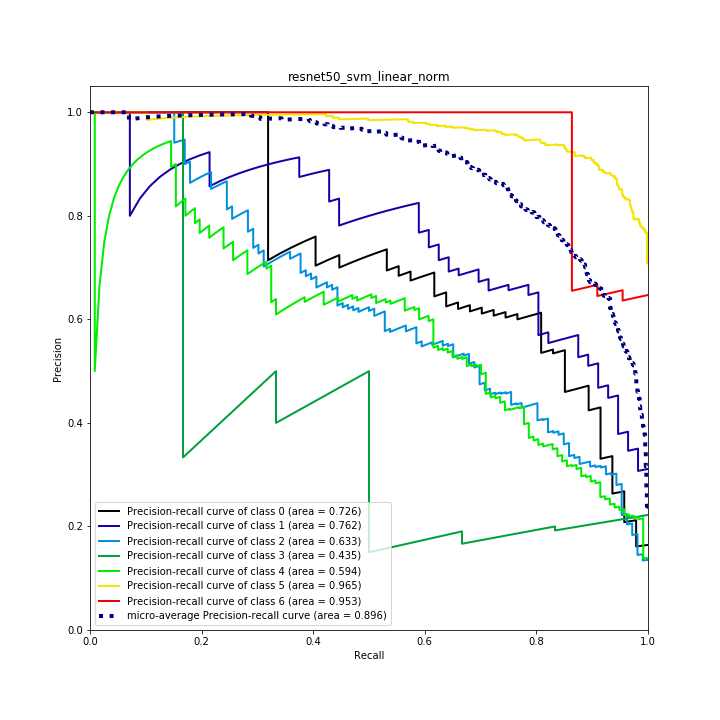 resnet50_svm_linear_norm
1.0
0.8
0.6
0.4
0.2
0.0
Precision
Precision-recall curve of class 0 (area = 0.726)
Precision-recall curve of class 1 (area = 0.762)
Precision-recall curve of class 2 (area = 0.633)
Precision-recall curve of class 3 (area = 0.435)
Precision-recall curve of class 4 (area = 0.594)
Precision-recall curve of class 5 (area = 0.965)
Precision-recall curve of class 6 (area = 0.953)
micro-average Precision-recall curve (area = 0.896)
0.0 0.2 0.4 0.6 0.8 1.0
Recall